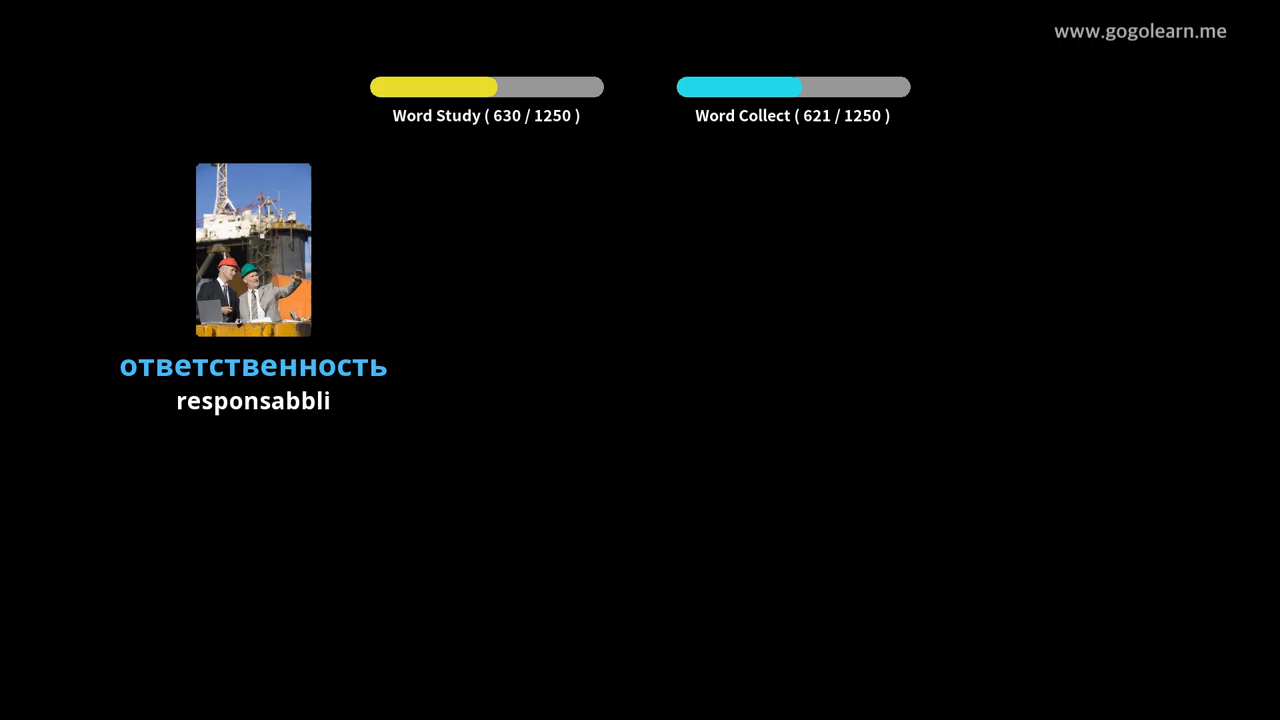 www.gogolearn.me
Word Study ( 630 / 1250 )
Word Collect ( 621 / 1250 )
ответственность
responsabbli